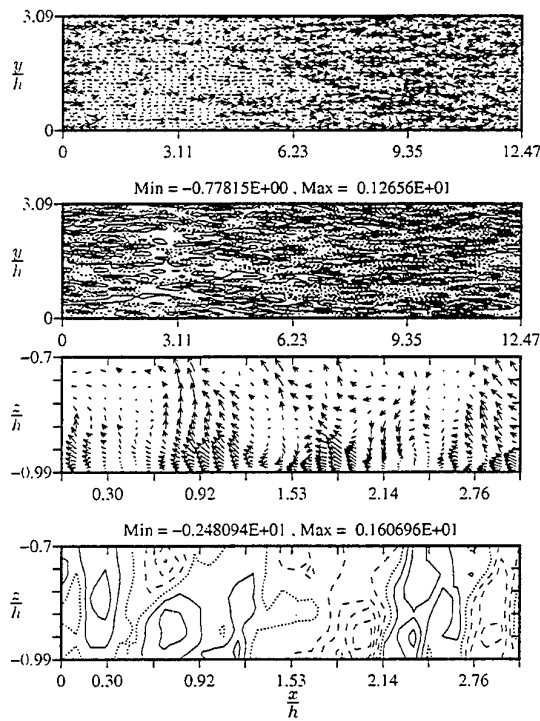 3.09
y
h
0
0 3.11 6.23 9.35 12.47
Min = -0.77815E+00 , Max = 0.12656E+01
3.09
y
h
0
0 3.11 6.23 9.35 12.47
-0.7
z
h
-0.99
0.30 0.92 1.53 2.14 2.76
Min = -0.248094E+01 , Max = 0.160696E+01
-0.7
z
h
-0.99
0 0.30 0.92 1.53 2.14 2.76
x
h